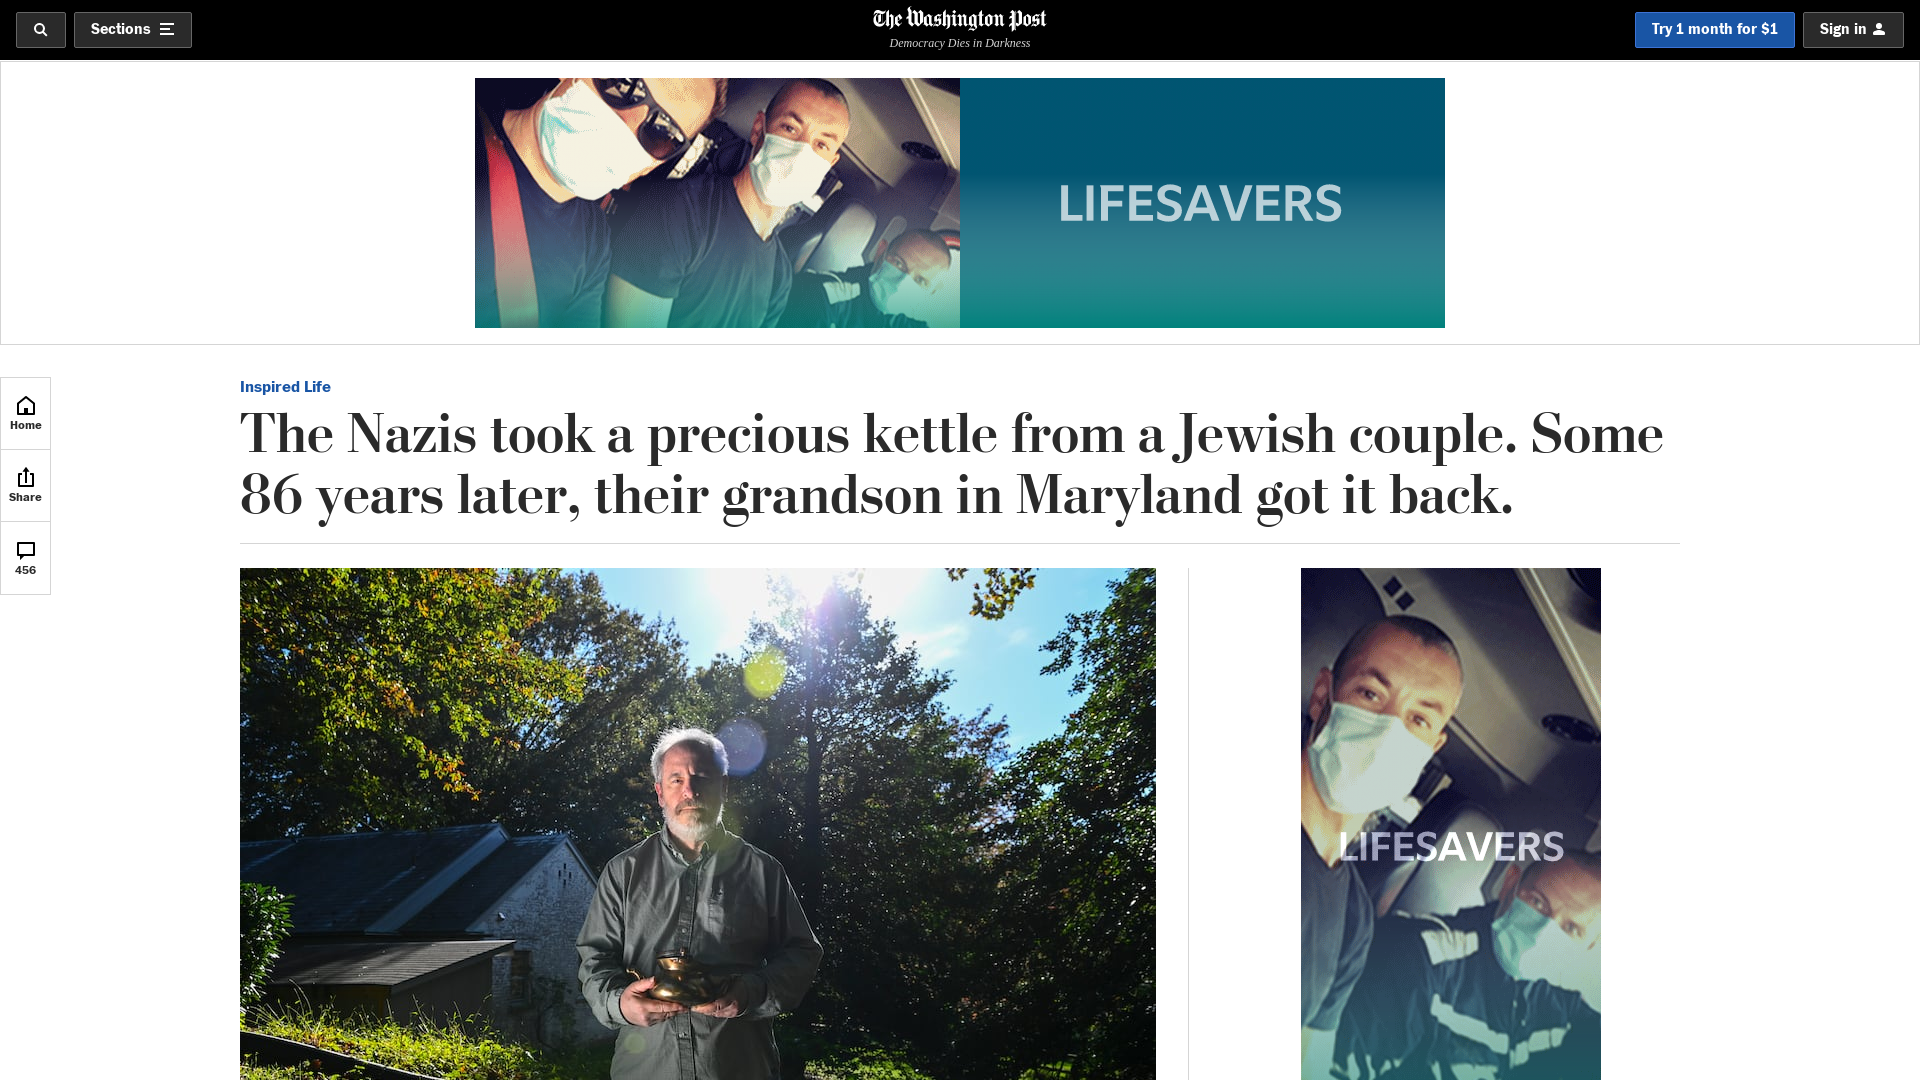 Sections
The Washington Post
Democracy Dies in Darkness
Try 1 month for $1
Sign in
LIFESAVERS
Inspired Life
The Nazis took a precious kettle from a Jewish couple. Some
86 years later, their grandson in Maryland got it back.
Home
Share
456
LIFESAVERS